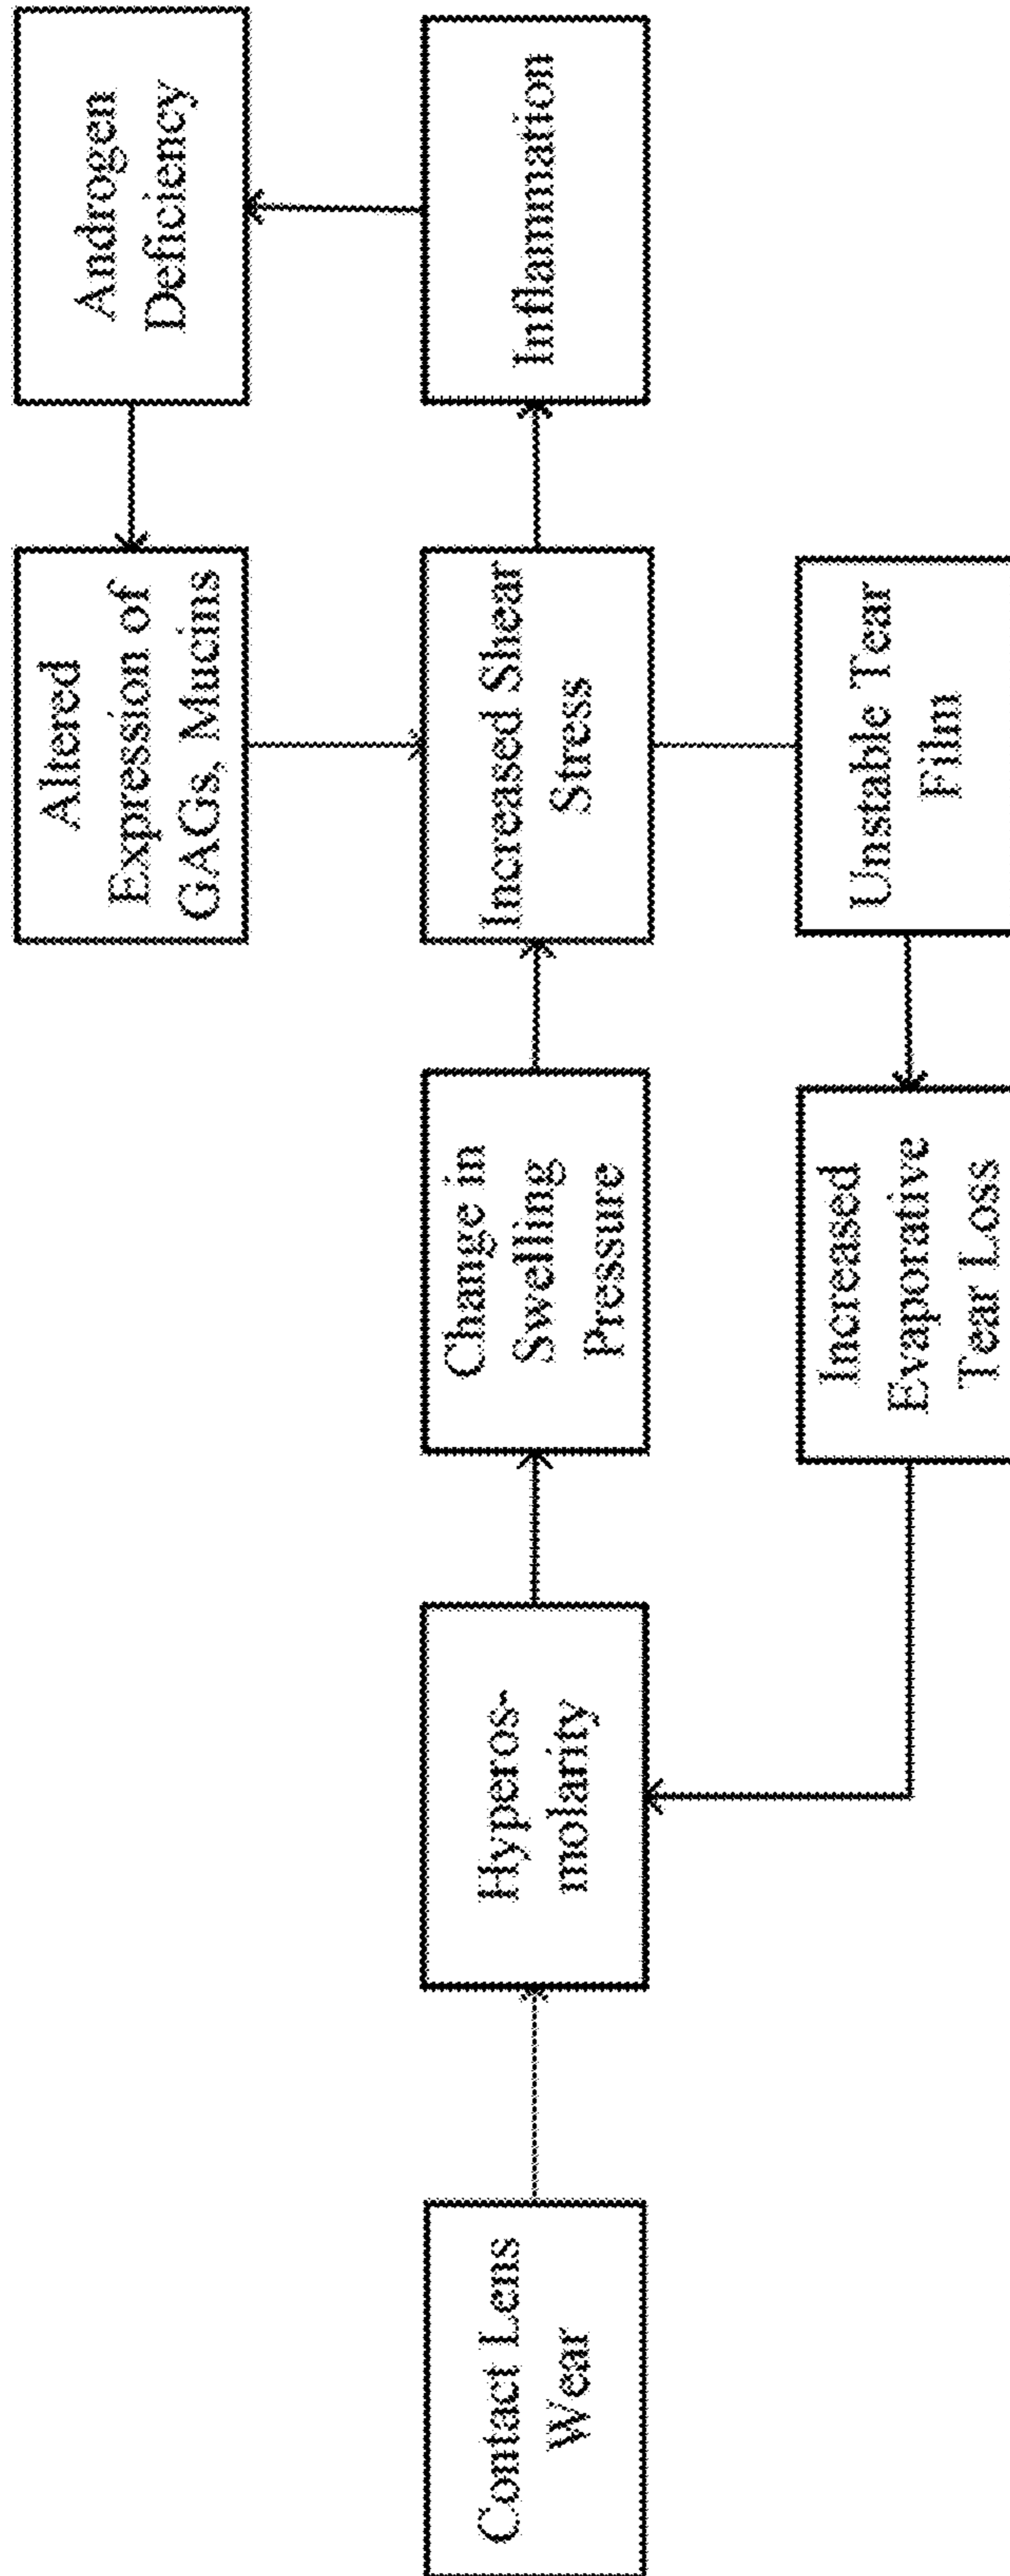 Altered
Expression of
GAGs, Mucins
Androgen
Deficiency
Contact Lens
Wear
Hyperos-
molarity
Change in
Swelling
Pressure
Increased Shear
Stress
Inflammation
Increased
Evaporative
Tear Loss
Unstable Tear
Film